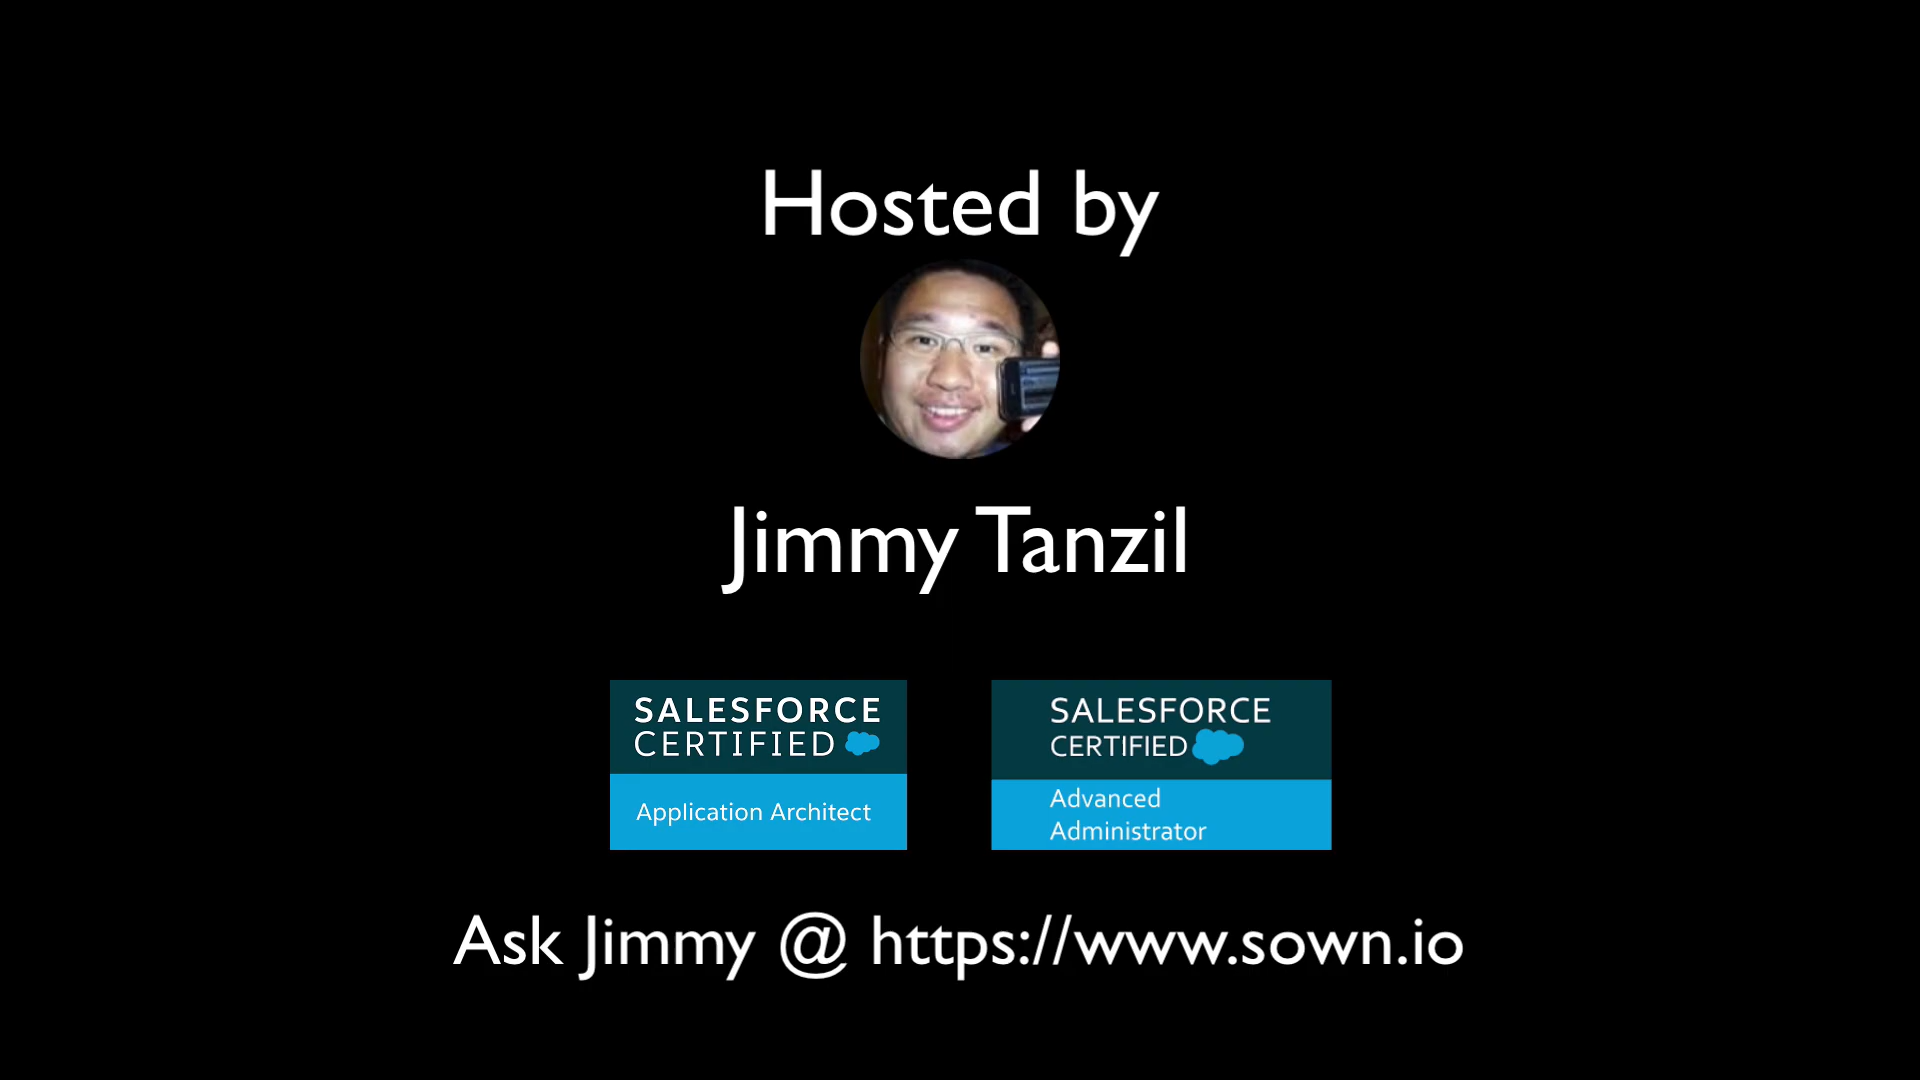 Hosted by
Jimmy Tanzil
SALESFORCE
CERTIFIED
Application Architect
SALESFORCE
CERTIFIED
Advanced
Administrator
Ask Jimmy @ https://www.sown.io